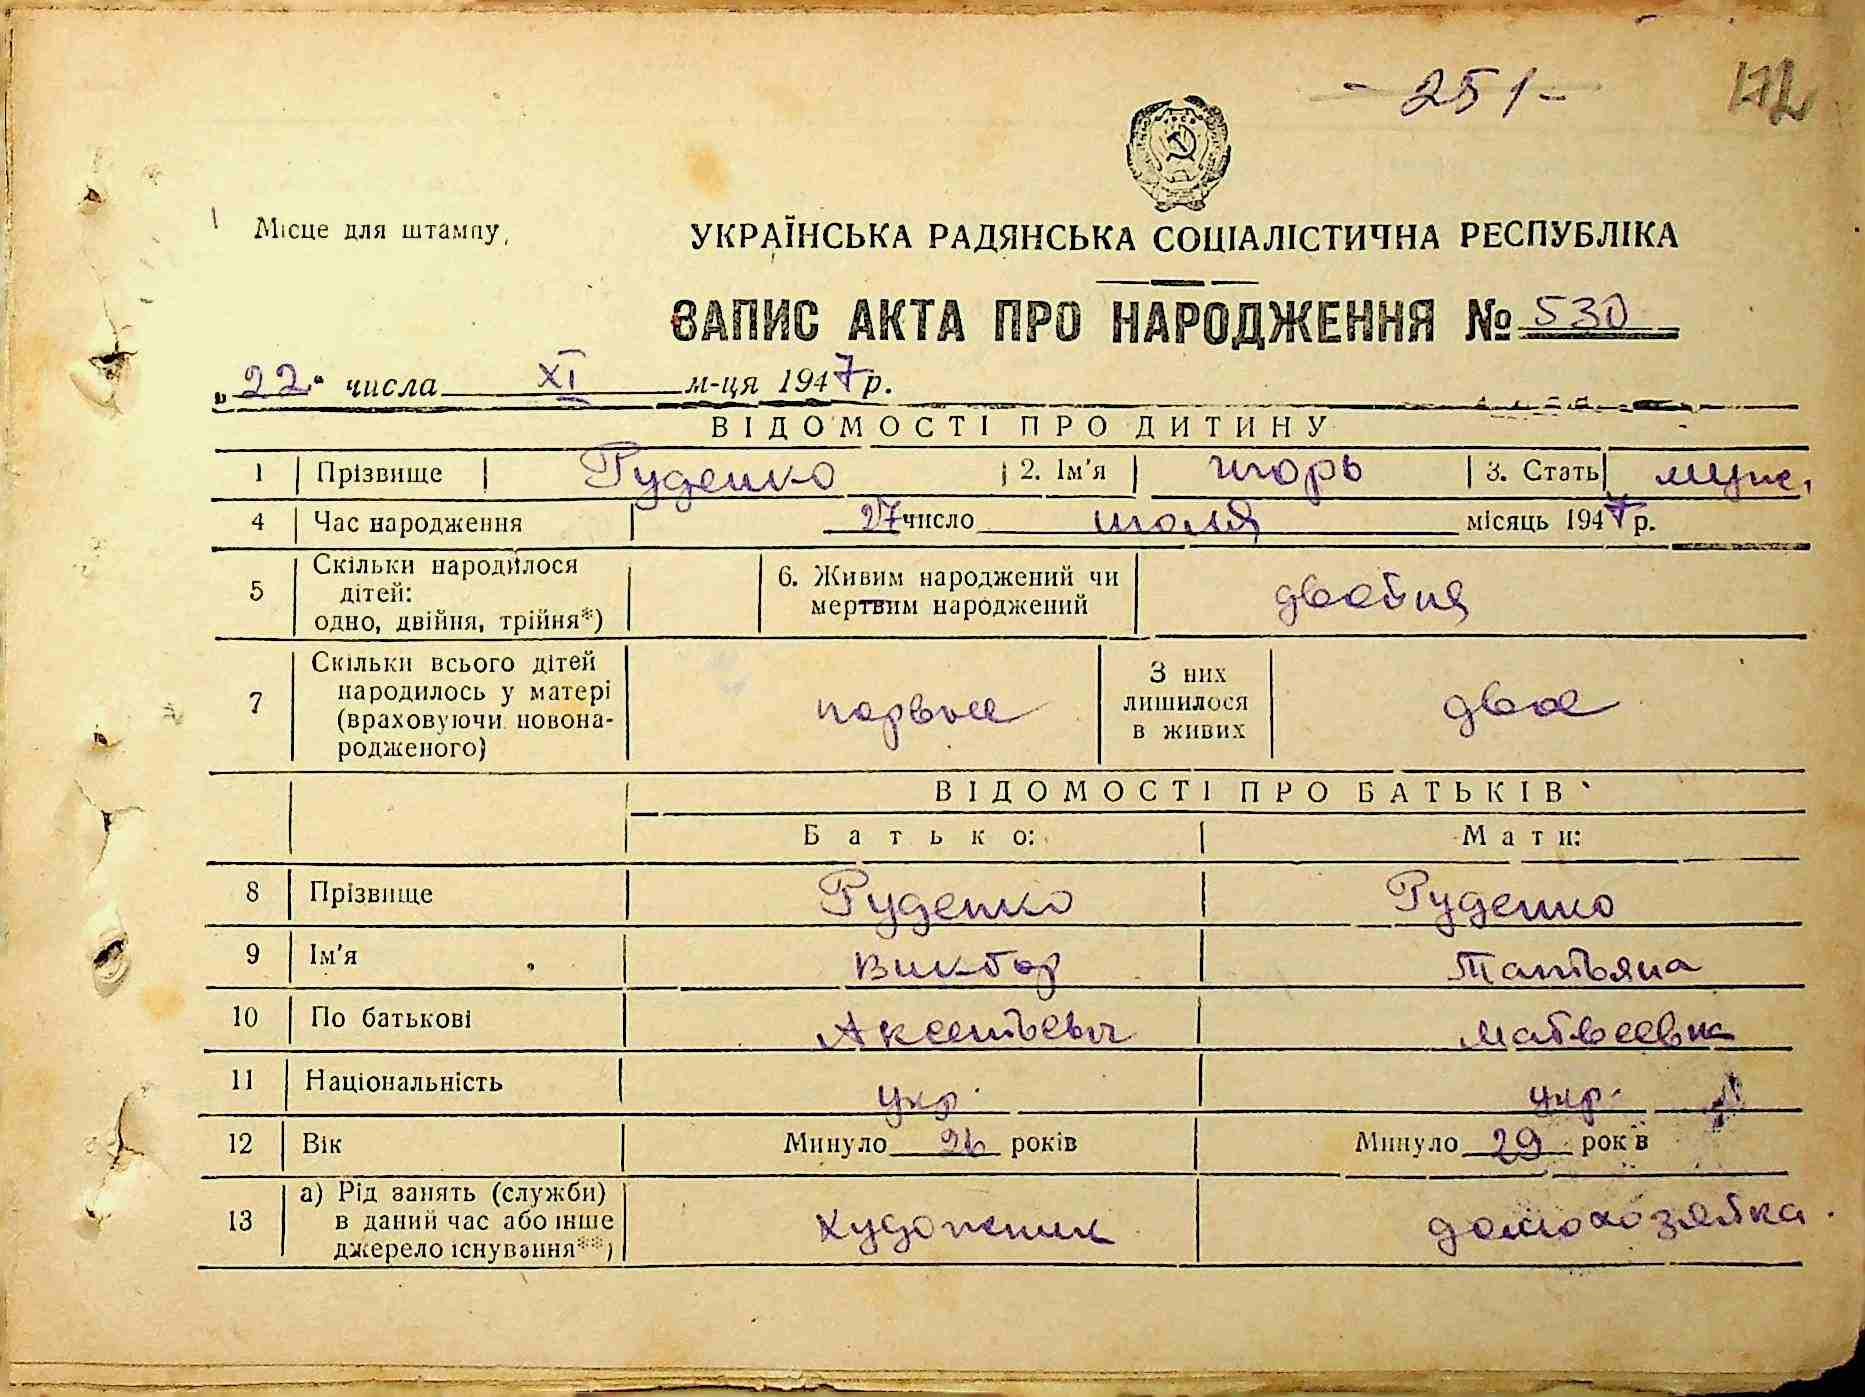 - 251 -
172
Місце для штампу
УКРАЇНСЬКА РАДЯНСЬКА СОЦІАЛІСТИЧНА РЕСПУБЛІКА
ЗАПИС АКТА ПРО НАРОДЖЕННЯ № 530
„22“ числа XI м-ця 1947 р.
ВІДОМОСТІ ПРО ДИТИНУ
1 Прізвище Руденко 2. Ім'я Игорь 3. Стать муж.
4 Час народження 27 число июля місяць 1947 р.
5 Скільки народилося дітей: одно, двійня, трійня*) 6. Живим народжений чи мертвим народжений двойня
7 Скільки всього дітей народилось у матері (враховуючи новонародженого) первые З них лишилося в живих двое
ВІДОМОСТІ ПРО БАТЬКІВ
Батько: Мати:
8 Прізвище Руденко Руденко
9 Ім'я Виктор Татьяна
10 По батькові Аксентьевич Матвеевна
11 Національність укр. укр.
12 Вік Минуло 26 років Минуло 29 років
13 а) Рід занять (служби) в даний час або інше джерело існування**) художник домохозяйка.